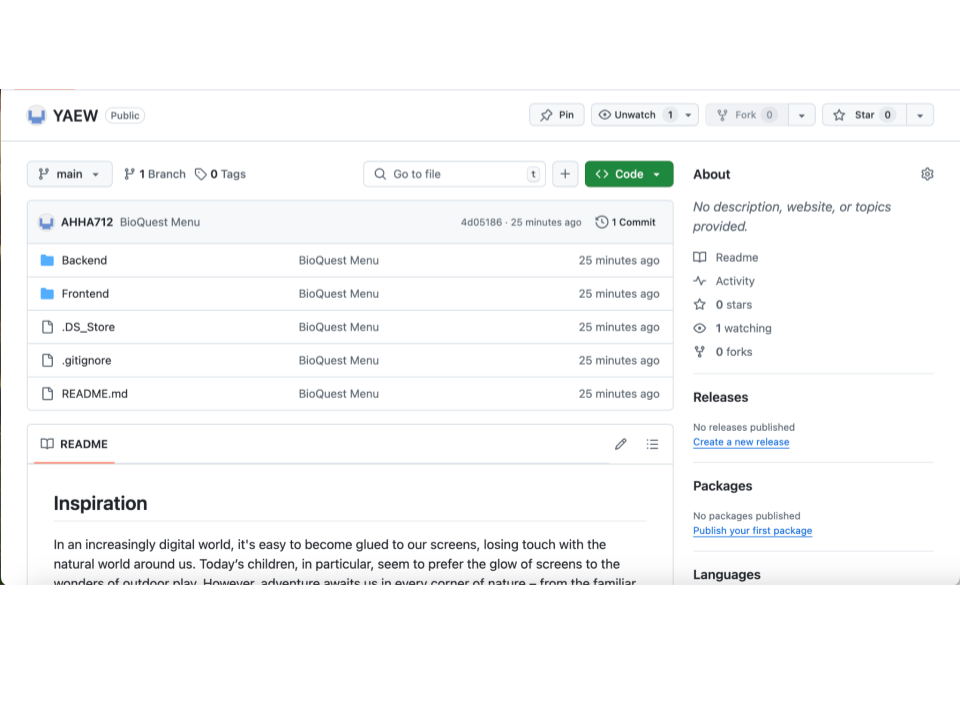 YAEW Public Pin Unwatch 1 Fork 0 Star 0
main 1 Branch 0 Tags Go to file t + <> Code
AHHA712 BioQuest Menu 4d05186 · 25 minutes ago 1 Commit
Backend BioQuest Menu 25 minutes ago
Frontend BioQuest Menu 25 minutes ago
.DS_Store BioQuest Menu 25 minutes ago
.gitignore BioQuest Menu 25 minutes ago
README.md BioQuest Menu 25 minutes ago
README
Inspiration
In an increasingly digital world, it's easy to become glued to our screens, losing touch with the
natural world around us. Today's children, in particular, seem to prefer the glow of screens to the
wonders of outdoor play. However, adventure awaits us in every corner of nature – from the familiar
About
No description, website, or topics
provided.
Readme
Activity
0 stars
1 watching
0 forks
Releases
No releases published
Create a new release
Packages
No packages published
Publish your first package
Languages